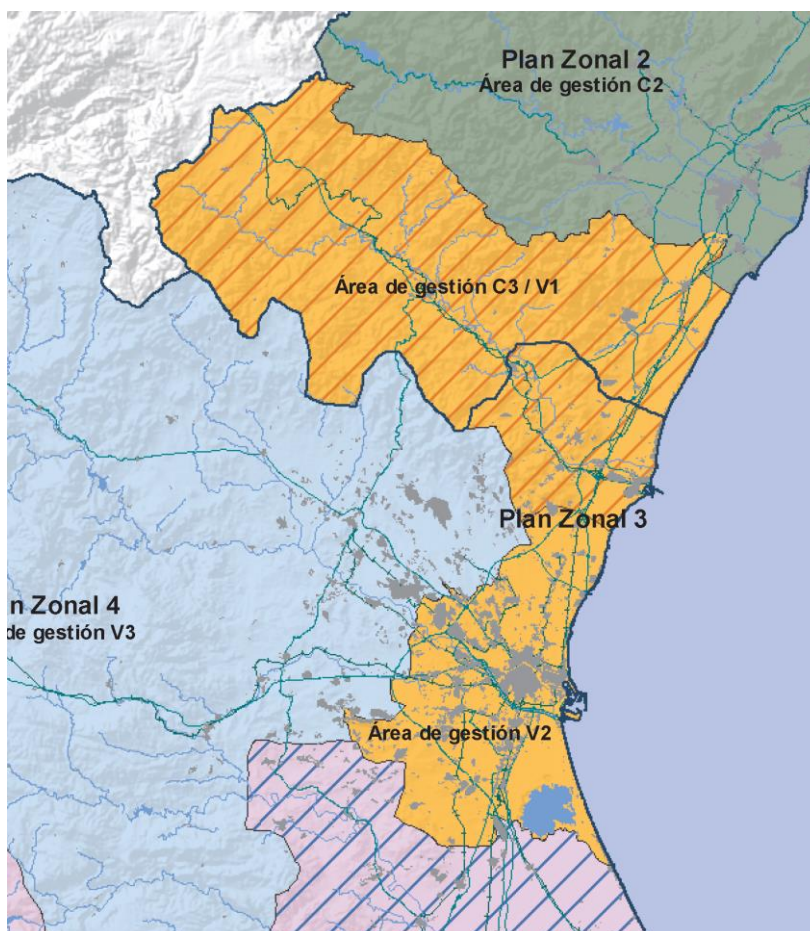 Plan Zonal 2
Área de gestión C2
Área de gestión C3 / V1
Plan Zonal 3
n Zonal 4
de gestión V3
Área de gestión V2